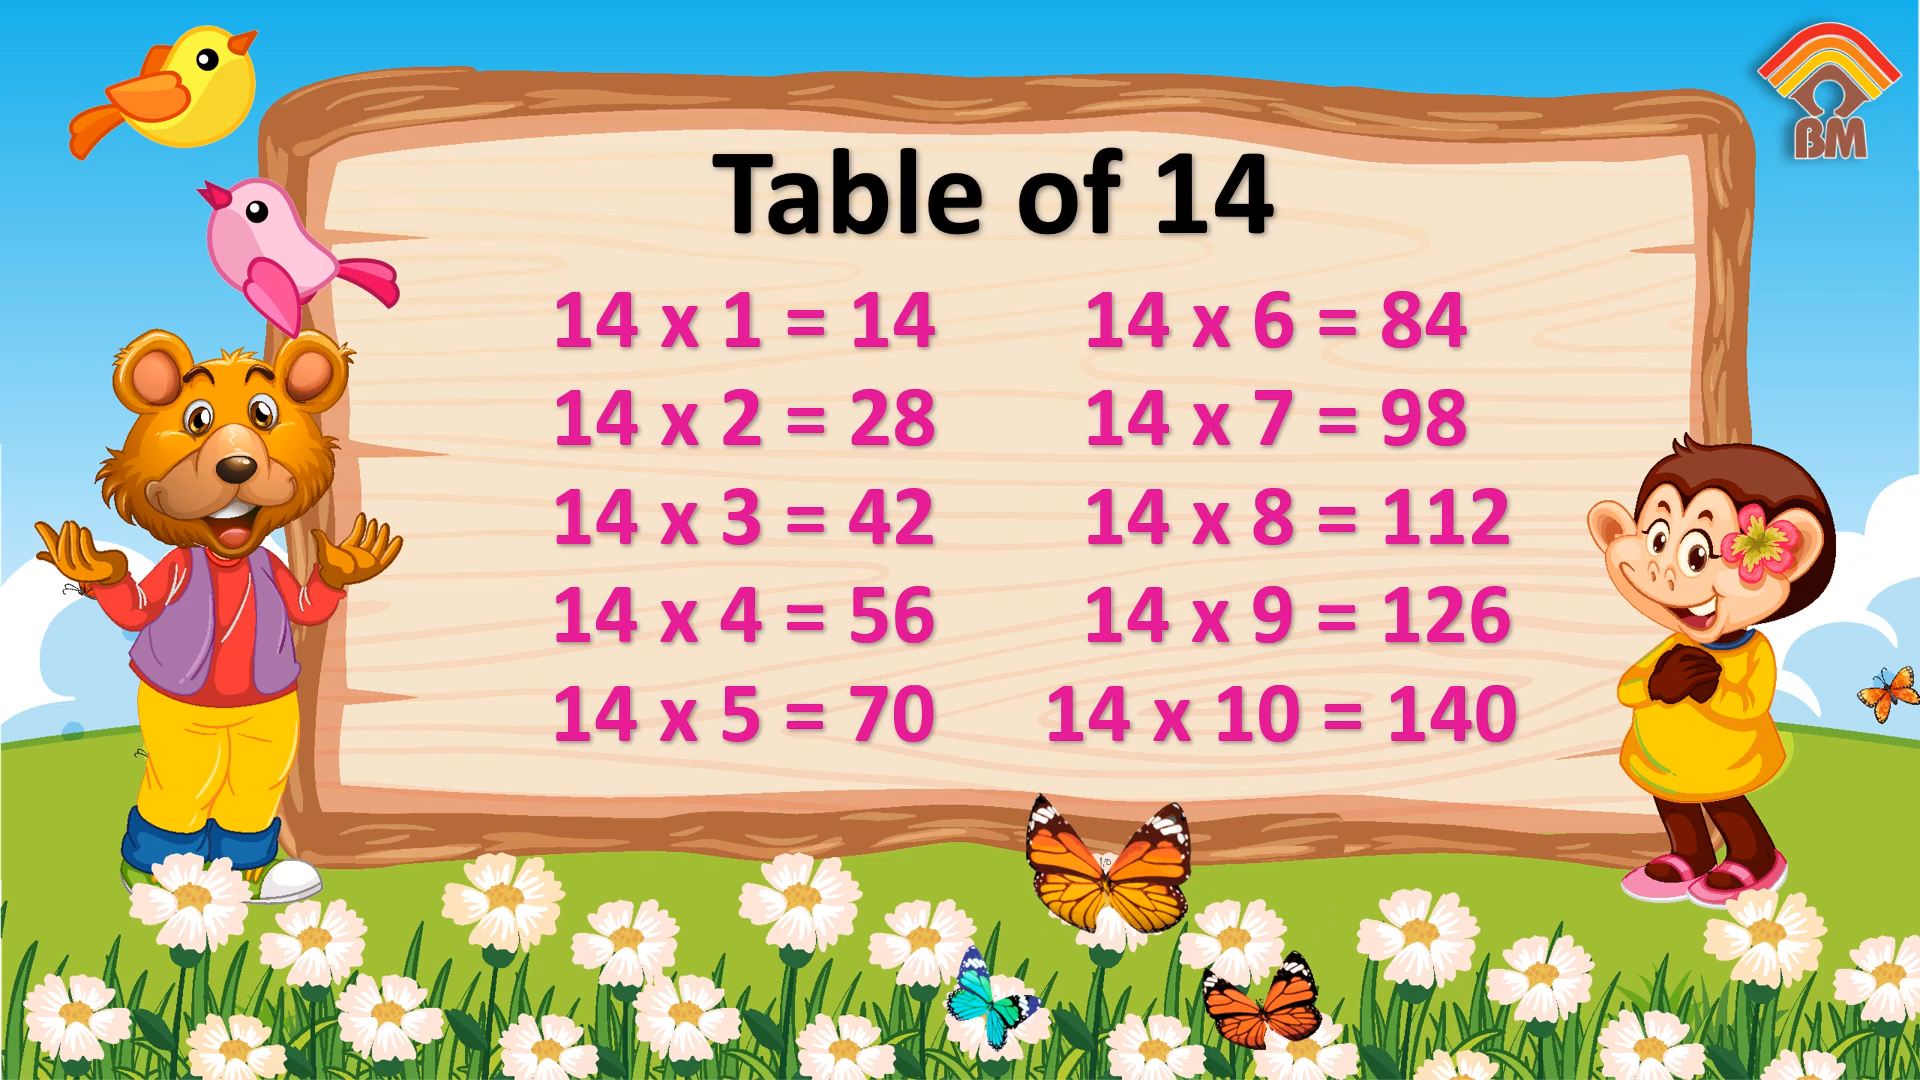 BM
Table of 14
14 x 1 = 14
14 x 2 = 28
14 x 3 = 42
14 x 4 = 56
14 x 5 = 70
14 x 6 = 84
14 x 7 = 98
14 x 8 = 112
14 x 9 = 126
14 x 10 = 140